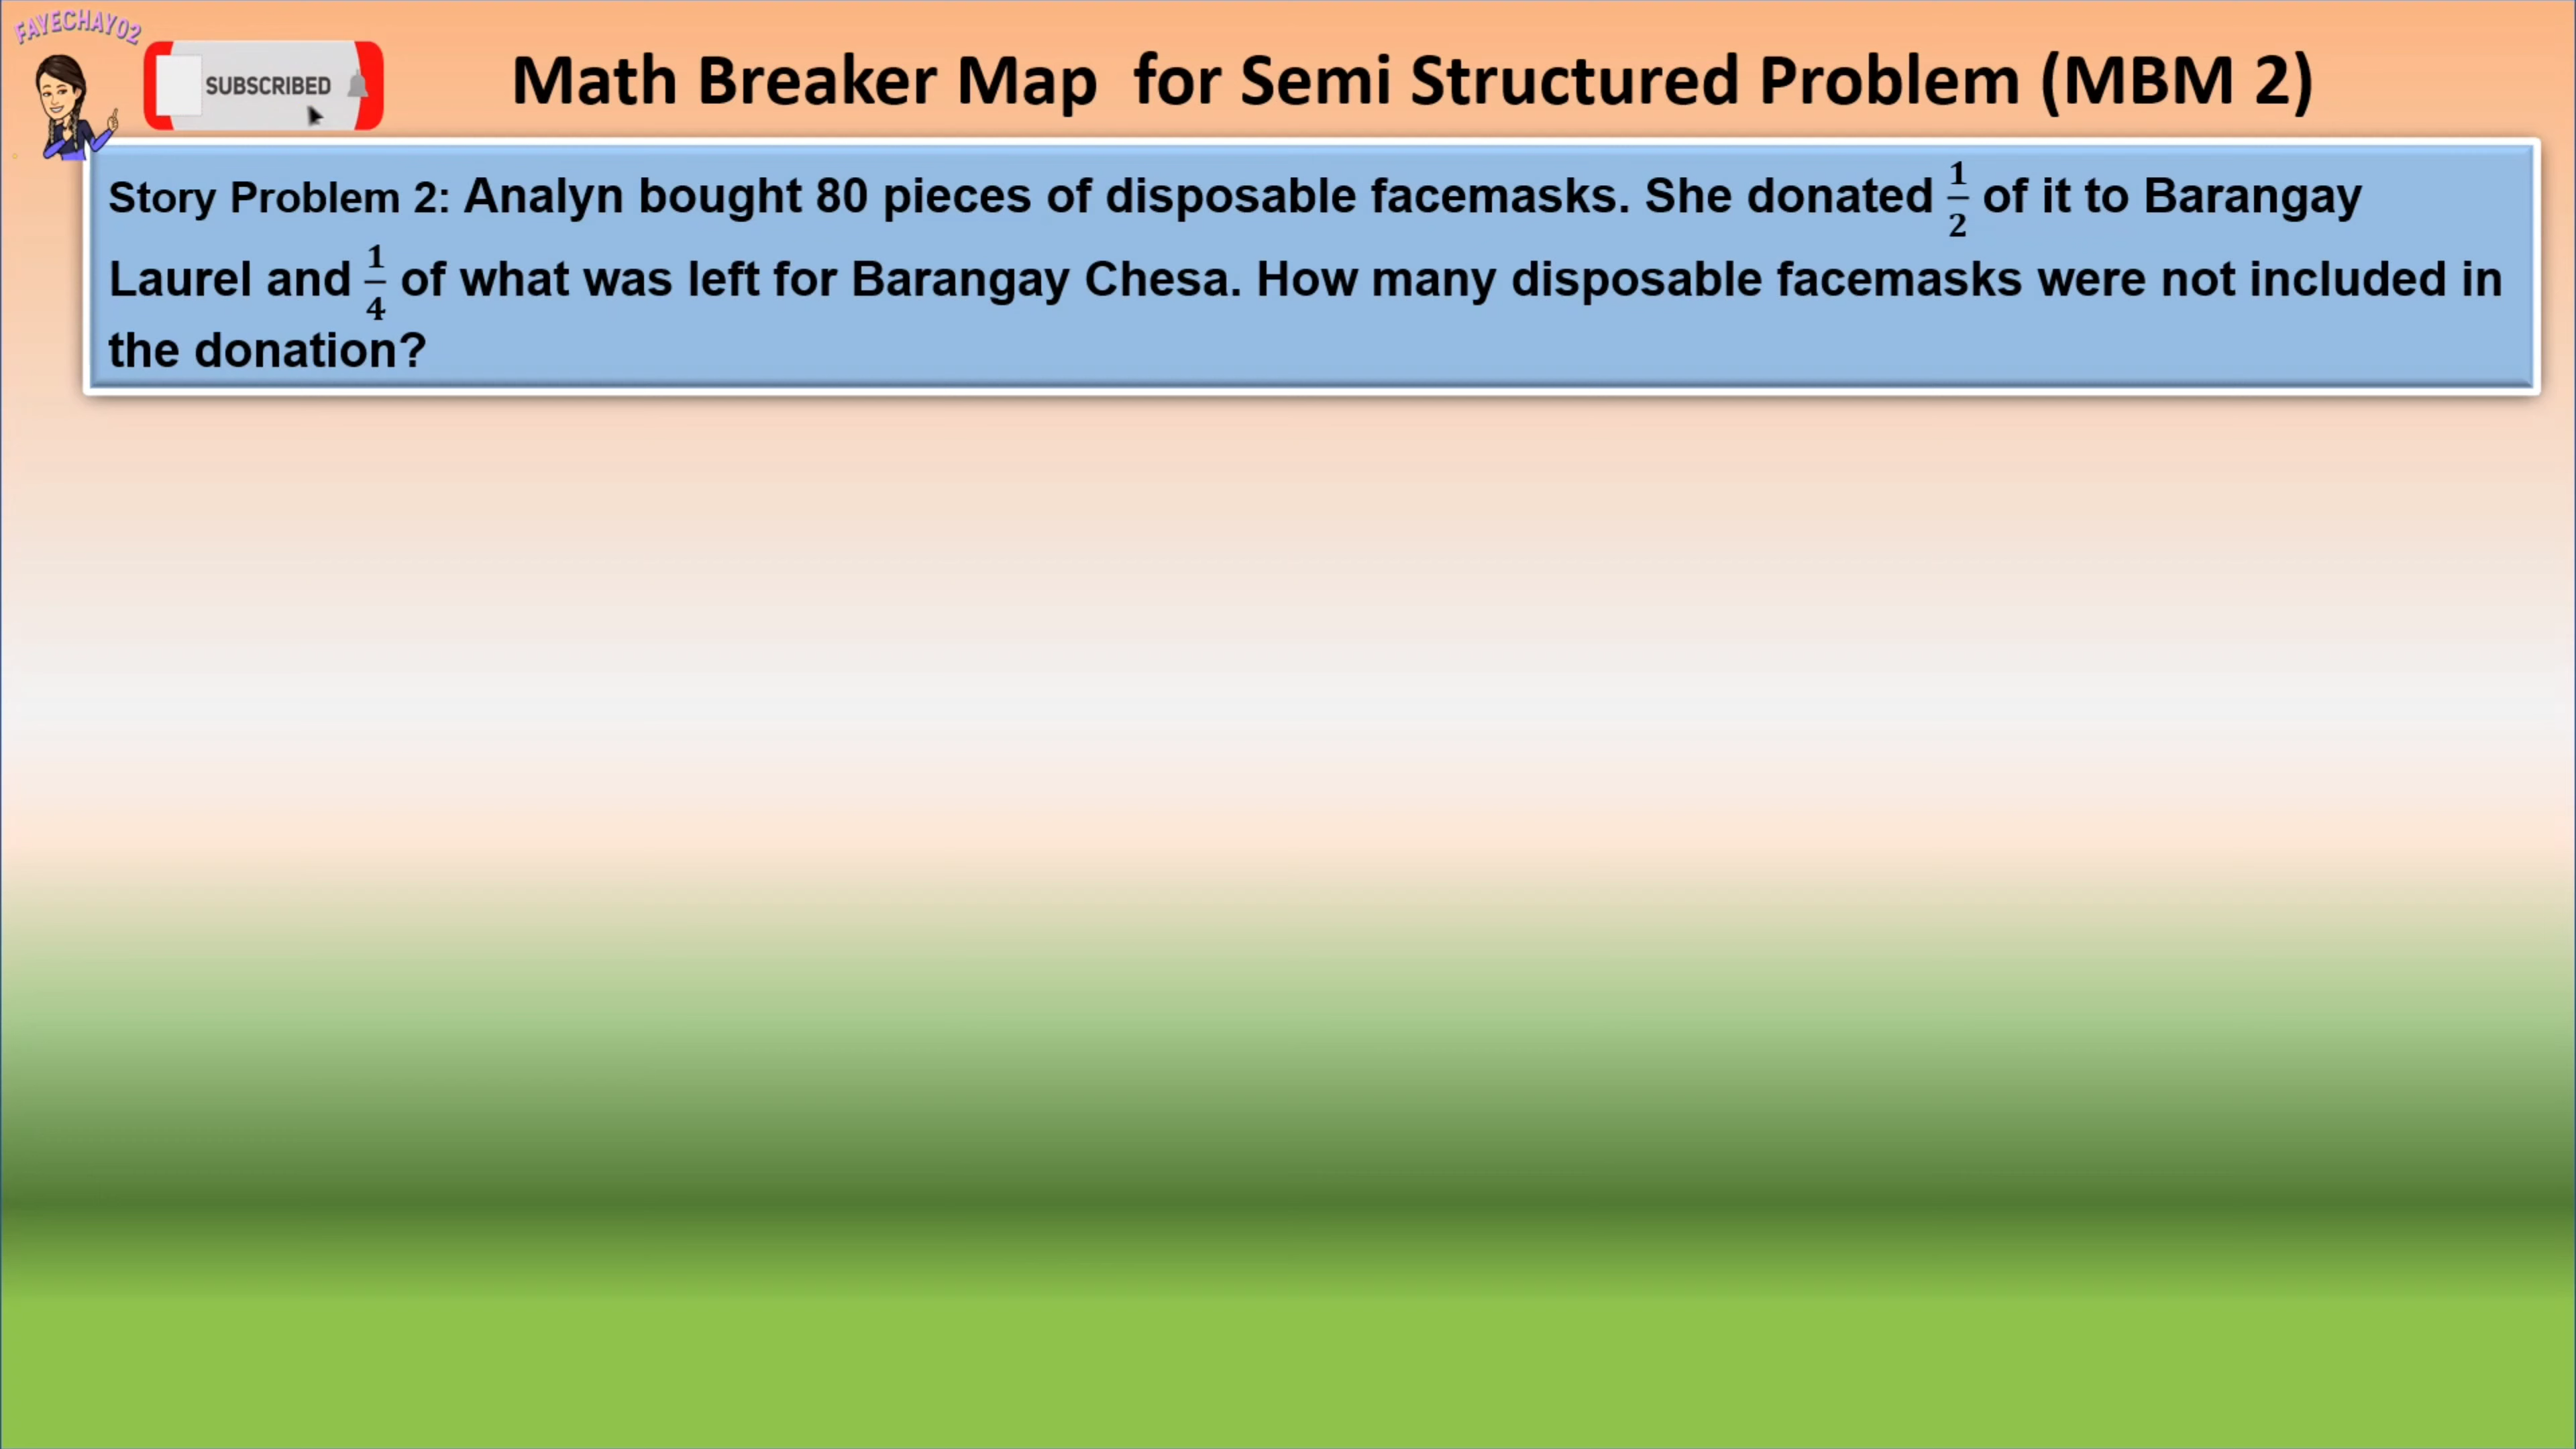 FAYECHAY02
SUBSCRIBED
Math Breaker Map for Semi Structured Problem (MBM 2)
Story Problem 2: Analyn bought 80 pieces of disposable facemasks. She donated 1/2 of it to Barangay
Laurel and 1/4 of what was left for Barangay Chesa. How many disposable facemasks were not included in
the donation?